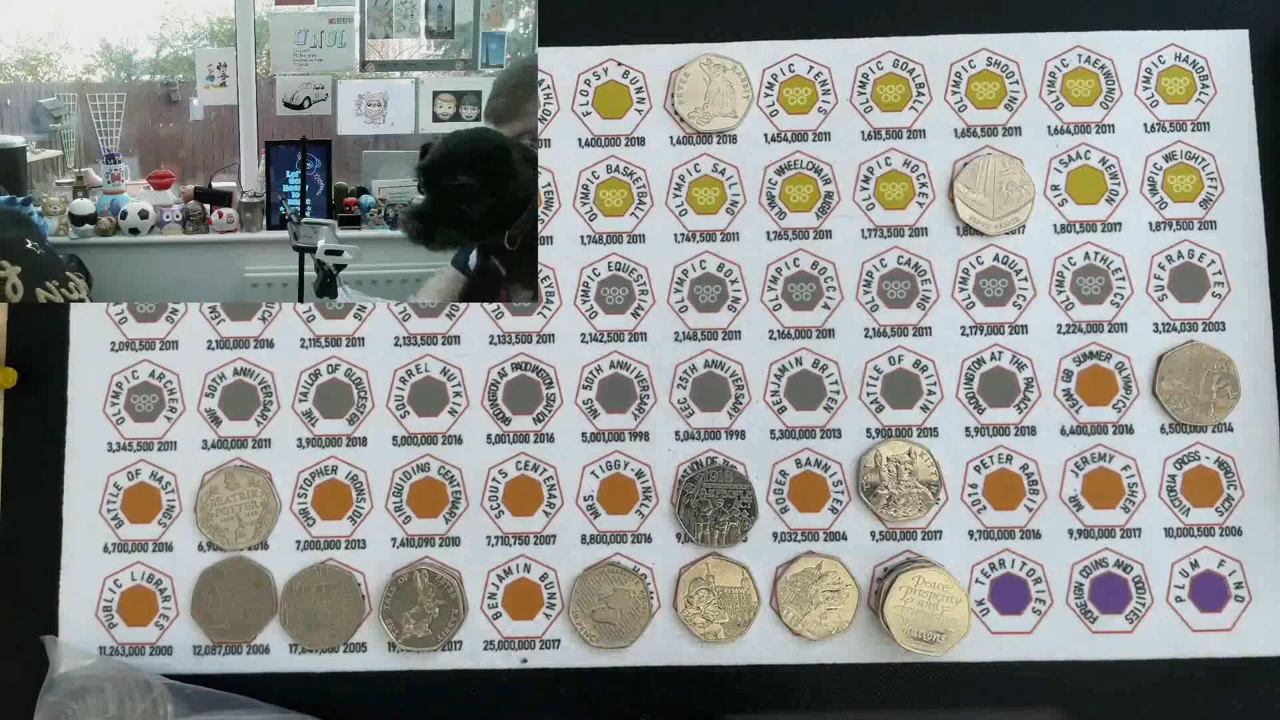 UNOL
FLOPSY BUNNY
OLYMPIC TENNIS
OLYMPIC GOALBALL
OLYMPIC SHOOTING
OLYMPIC TAEKWONDO
OLYMPIC HANDBALL
1,400,000 2018
1,400,000 2018
1,454,000 2011
1,615,500 2011
1,656,500 2011
1,664,000 2011
1,676,500 2011
OLYMPIC BASKETBALL
OLYMPIC SAILING
OLYMPIC WHEELCHAIR RUGBY
OLYMPIC HOCKEY
SIR ISAAC NEWTON
OLYMPIC WEIGHTLIFTING
1,748,000 2011
1,749,500 2011
1,765,500 2011
1,773,500 2011
1,801,500 2017
1,879,500 2011
OLYMPIC EQUESTRIAN
OLYMPIC BOXING
OLYMPIC BOCCIA
OLYMPIC CANOEING
OLYMPIC AQUATICS
OLYMPIC ATHLETICS
SUFFRAGETTES
2,090,500 2011
2,100,000 2016
2,115,500 2011
2,133,500 2011
2,133,500 2011
2,142,500 2011
2,148,500 2011
2,166,000 2011
2,166,500 2011
2,179,000 2011
2,224,000 2011
3,124,030 2003
OLYMPIC ARCHERY
WWF 50TH ANNIVERSARY
THE TAILOR OF GLOUCESTER
SQUIRREL NUTKIN
PADDINGTON AT PADDINGTON STATION
NHS 50TH ANNIVERSARY
EEC 25TH ANNIVERSARY
BENJAMIN BRITTEN
BATTLE OF BRITAIN
PADDINGTON AT THE PALACE
TEAM GB SUMMER OLYMPICS
3,345,500 2011
3,400,000 2011
3,900,000 2018
5,000,000 2016
5,001,000 2016
5,001,000 1998
5,043,000 1998
5,300,000 2013
5,900,000 2015
5,901,000 2018
6,400,000 2016
6,500,000 2014
BATTLE OF HASTINGS
BEATRIX POTTER
CHRISTOPHER IRONSIDE
GIRLGUIDING CENTENARY
SCOUTS CENTENARY
MRS. TIGGY-WINKLE
1918
ROGER BANNISTER
2016 PETER RABBIT
MR. JEREMY FISHER
VICTORIA CROSS - HEROIC ACTS
6,700,000 2016
7,000,000 2013
7,410,090 2010
7,710,750 2007
8,800,000 2016
9,032,500 2004
9,500,000 2017
9,700,000 2016
9,900,000 2017
10,000,500 2006
PUBLIC LIBRARIES
BENJAMIN BUNNY
Peace
prosperity
and
nations
UK TERRITORIES
FOREIGN COINS AND ODDITIES
PLUM FIND
11,263,000 2000
12,087,000 2006
2005
2017
25,000,000 2017